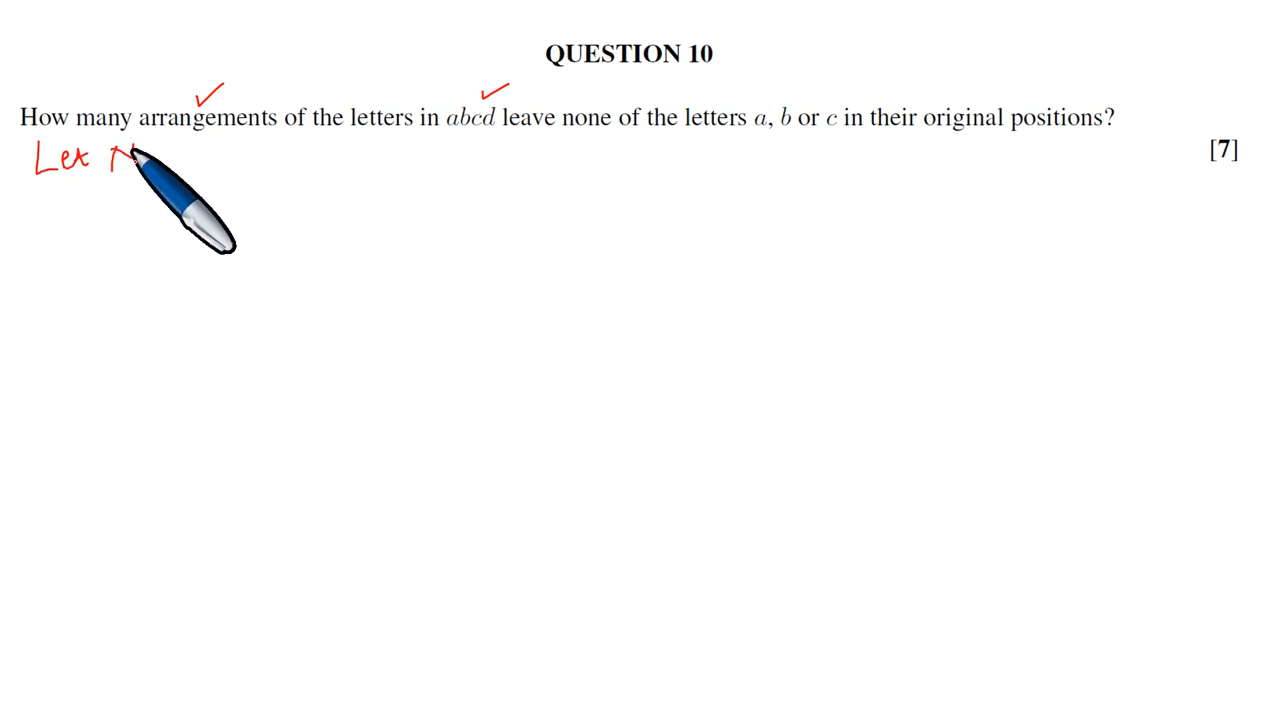 QUESTION 10
How many arrangements of the letters in abcd leave none of the letters a, b or c in their original positions?
[7]
Let N